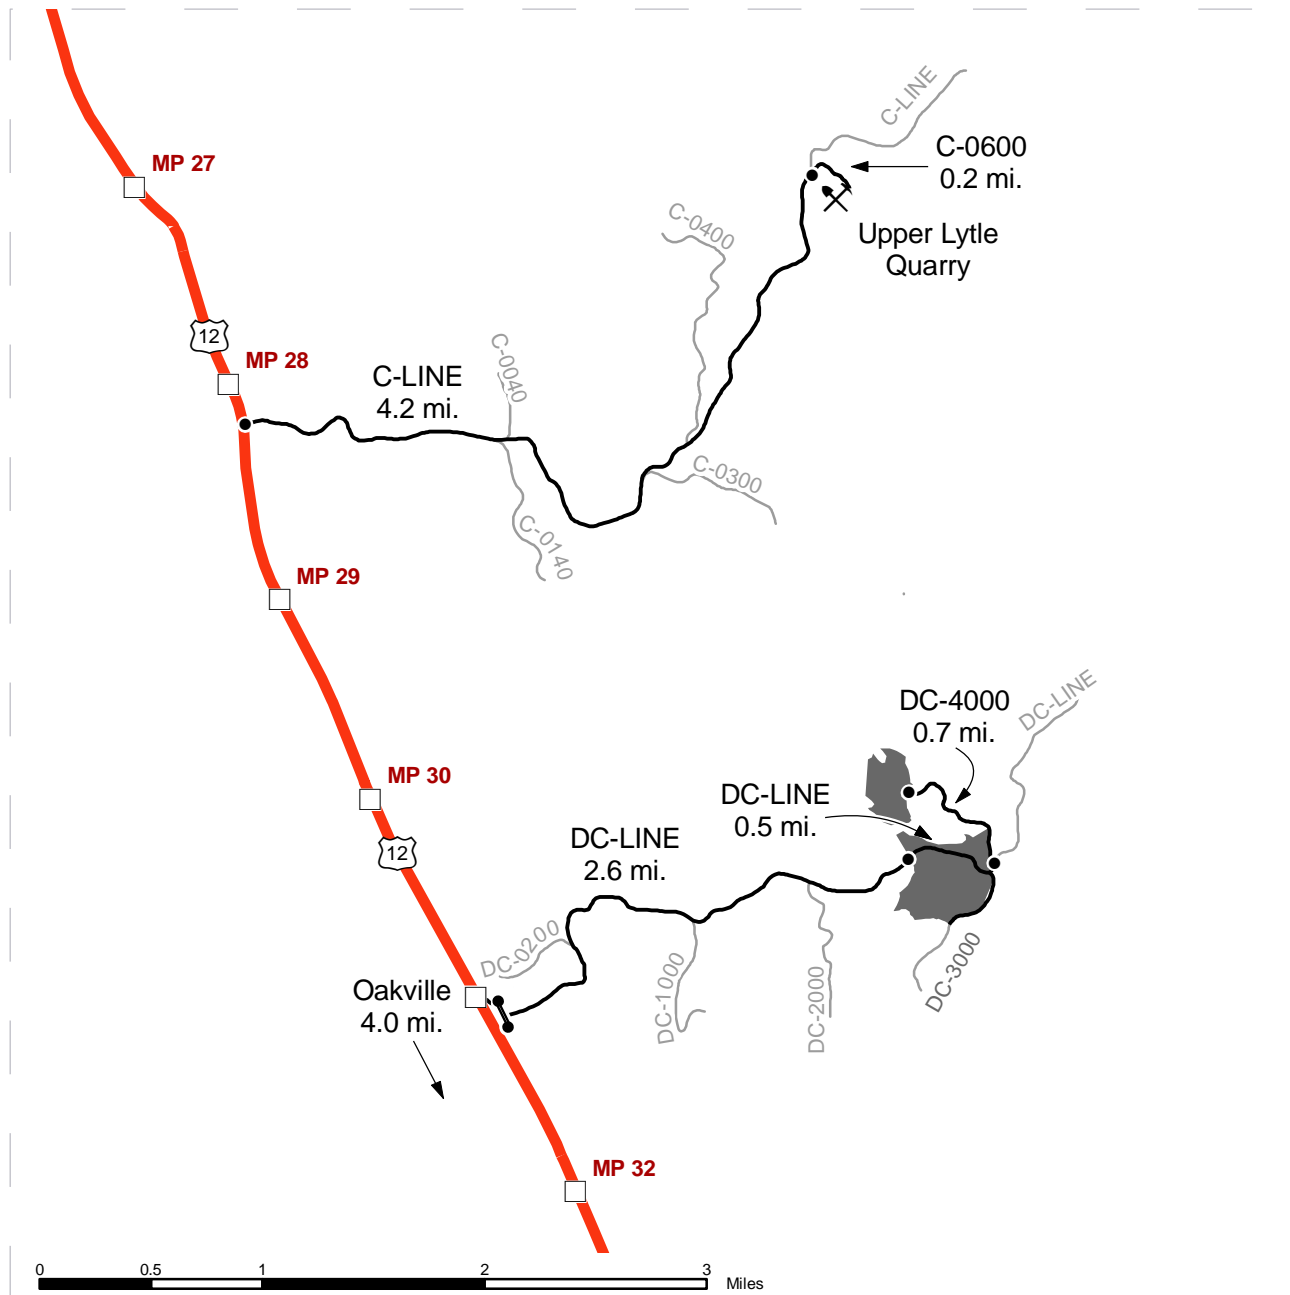 C-LINE
MP 27
C-0600
0.2 mi.
C-0400
Upper Lytle
Quarry
12
MP 28
C-0040
C-LINE
4.2 mi.
C-0300
C-0140
MP 29
DC-LINE
DC-4000
0.7 mi.
MP 30
DC-LINE
0.5 mi.
12
DC-LINE
2.6 mi.
DC-0200
DC-1000
DC-2000
DC-3000
Oakville
4.0 mi.
MP 32
0 0.5 1 2 3 Miles